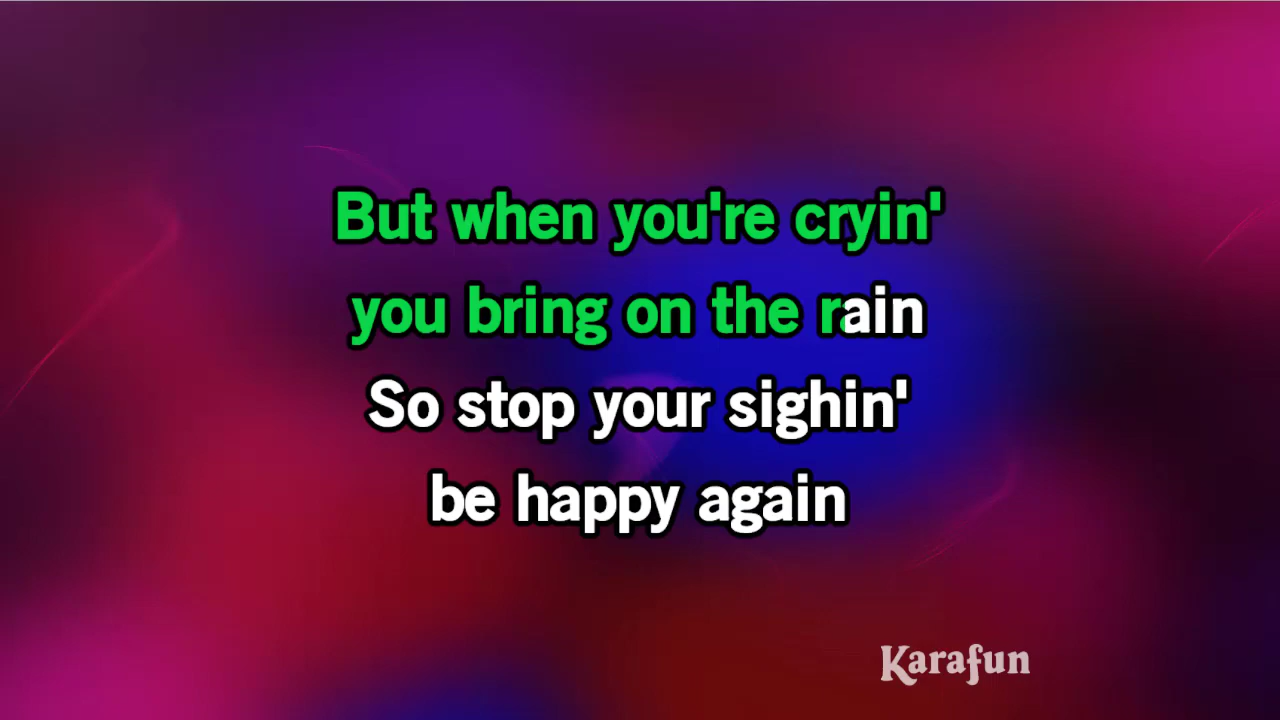 But when you're cryin'
you bring on the rain
So stop your sighin'
be happy again
Karafun